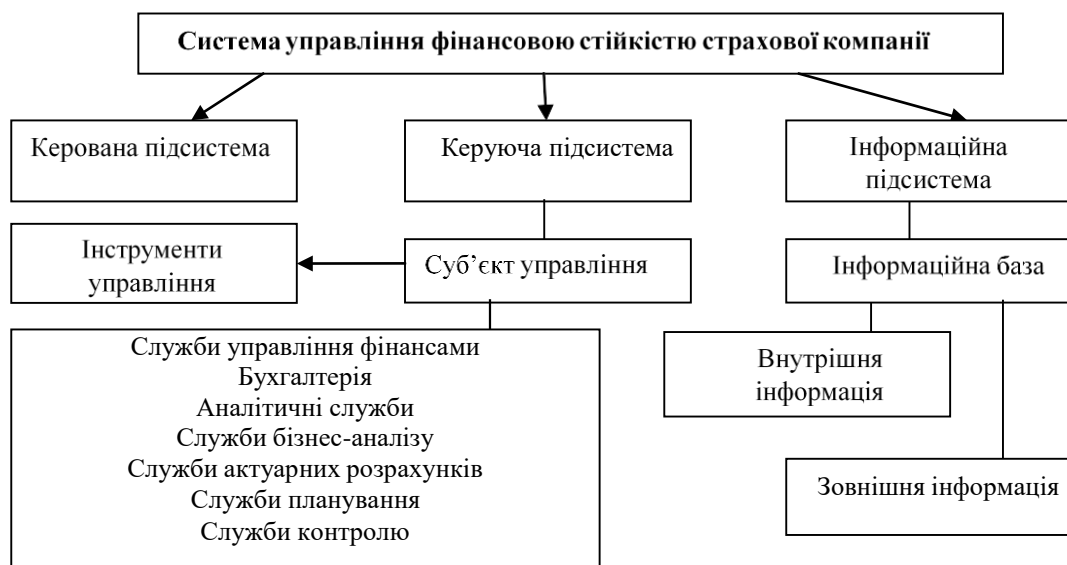 Система управління фінансовою стійкістю страхової компанії
Керована підсистема
Керуюча підсистема
Інформаційна
підсистема
Інструменти
управління
Суб’єкт управління
Інформаційна база
Служби управління фінансами
Бухгалтерія
Аналітичні служби
Служби бізнес-аналізу
Служби актуарних розрахунків
Служби планування
Служби контролю
Внутрішня
інформація
Зовнішня інформація